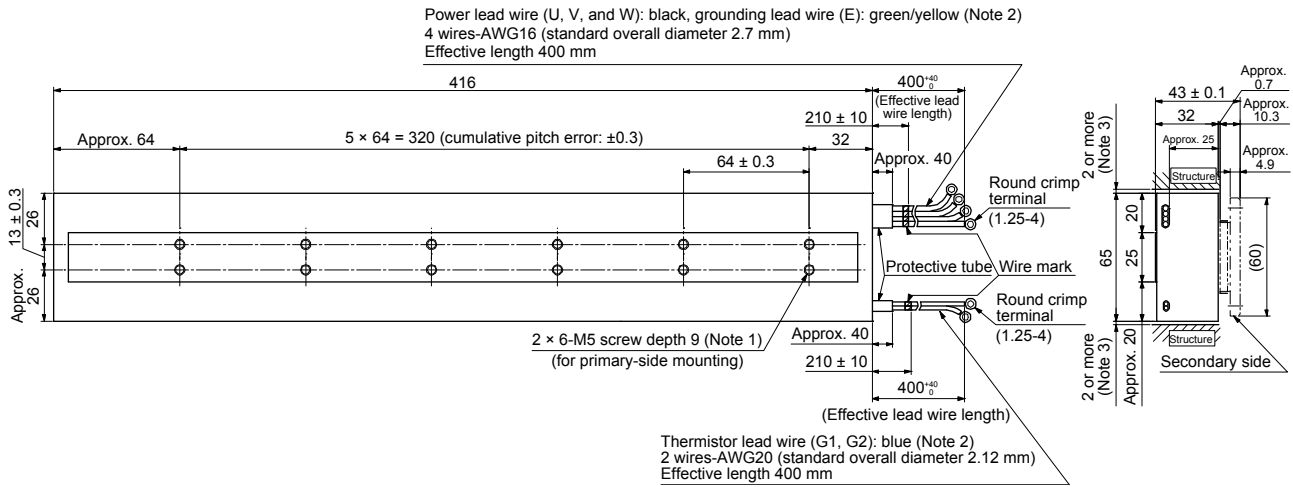 Power lead wire (U, V, and W): black, grounding lead wire (E): green/yellow (Note 2)
4 wires-AWG16 (standard overall diameter 2.7 mm)
Effective length 400 mm
416
400 +40 0
(Effective lead
wire length)
210 ± 10
Approx. 64
5 × 64 = 320 (cumulative pitch error: ±0.3)
32
64 ± 0.3
Approx. 40
Round crimp
terminal
(1.25-4)
13 ± 0.3
26
Approx.
26
Protective tube
Wire mark
Round crimp
terminal
(1.25-4)
2 × 6-M5 screw depth 9 (Note 1)
(for primary-side mounting)
Approx. 40
210 ± 10
400 +40 0
(Effective lead wire length)
Thermistor lead wire (G1, G2): blue (Note 2)
2 wires-AWG20 (standard overall diameter 2.12 mm)
Effective length 400 mm
Approx.
0.7
43 ± 0.1
32
Approx.
10.3
Approx. 25
Approx.
4.9
2 or more
(Note 3)
Structure
20
65
25
(60)
Approx. 20
2 or more
(Note 3)
Structure
Secondary side